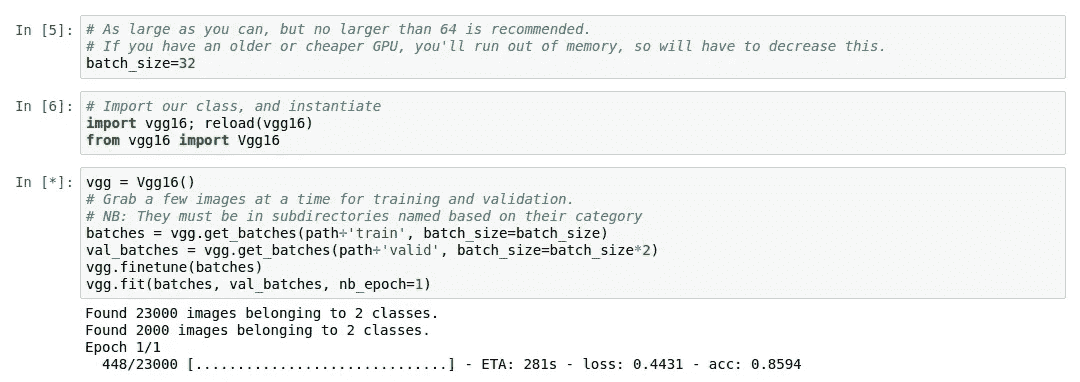 In [5]: # As large as you can, but no larger than 64 is recommended.
# If you have an older or cheaper GPU, you'll run out of memory, so will have to decrease this.
batch_size=32
In [6]: # Import our class, and instantiate
import vgg16; reload(vgg16)
from vgg16 import Vgg16
In [*]: vgg = Vgg16()
# Grab a few images at a time for training and validation.
# NB: They must be in subdirectories named based on their category
batches = vgg.get_batches(path+'train', batch_size=batch_size)
val_batches = vgg.get_batches(path+'valid', batch_size=batch_size*2)
vgg.finetune(batches)
vgg.fit(batches, val_batches, nb_epoch=1)
Found 23000 images belonging to 2 classes.
Found 2000 images belonging to 2 classes.
Epoch 1/1
448/23000 [..............................] - ETA: 281s - loss: 0.4431 - acc: 0.8594